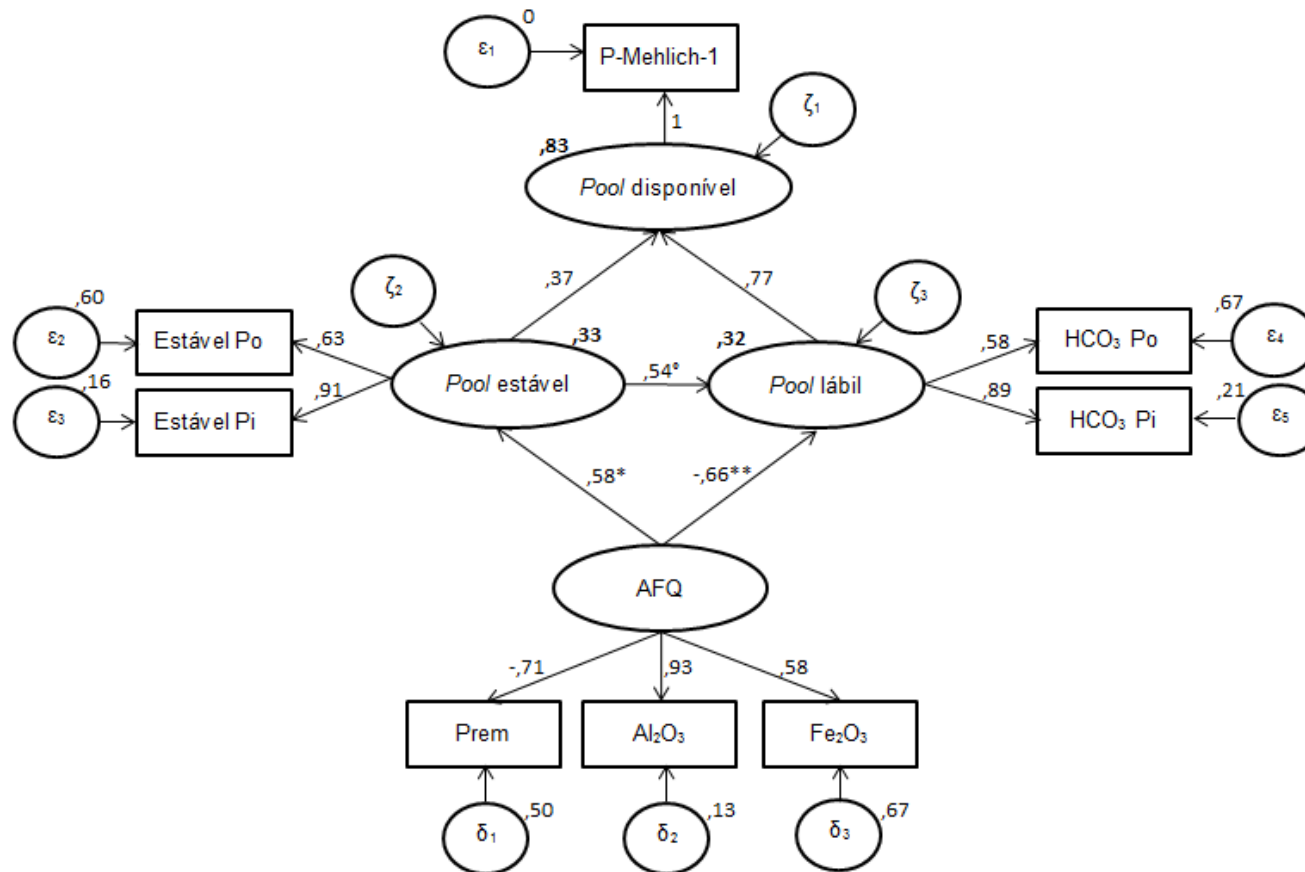 0
ε₁
P-Mehlich-1
ζ₁
1
,83
Pool disponível
,37
,77
ζ₂
ζ₃
,60
ε₂
Estável Po
,63
,33
,32
,67
ε₄
HCO₃ Po
,58
Pool estável
,54°
Pool lábil
,16
ε₃
Estável Pi
,91
,89
HCO₃ Pi
,21
ε₅
,58*
-,66**
AFQ
-,71
,93
,58
Prem
Al₂O₃
Fe₂O₃
δ₁
,50
δ₂
,13
δ₃
,67